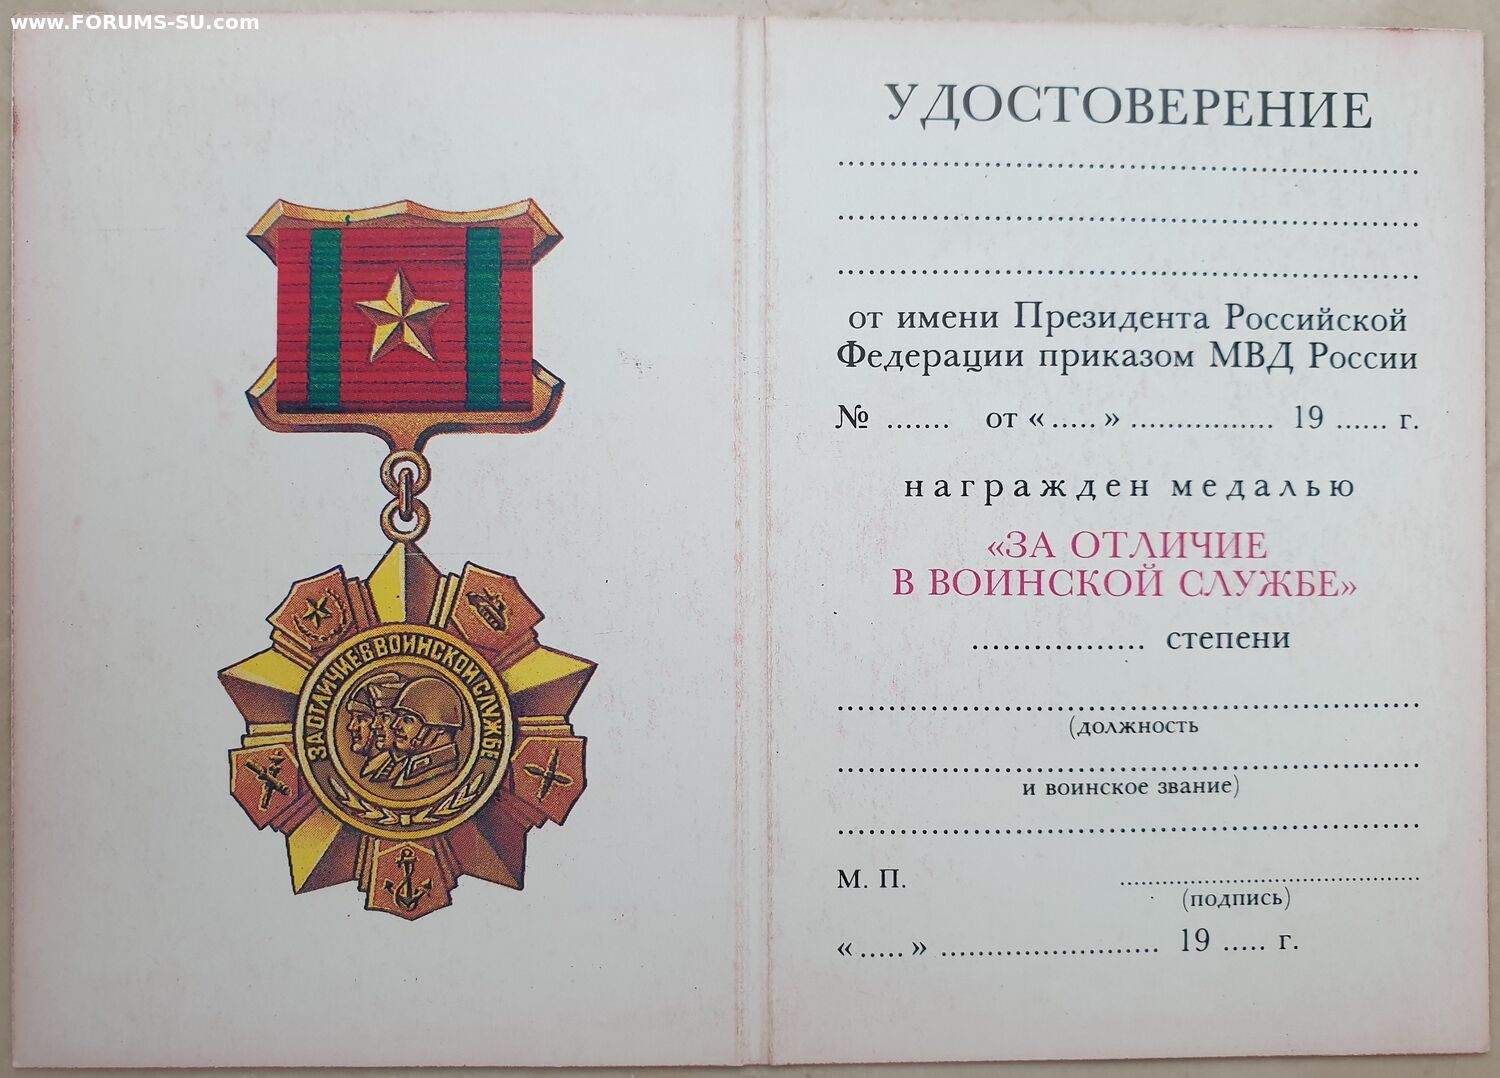 www.FORUMS-SU.com
ЗА ОТЛИЧИЕ В ВОИНСКОЙ СЛУЖБЕ
УДОСТОВЕРЕНИЕ
от имени Президента Российской
Федерации приказом МВД России
№ ....... от « ..... » ................ 19 ...... г.
награжден медалью
«ЗА ОТЛИЧИЕ
В ВОИНСКОЙ СЛУЖБЕ»
................. степени
(должность
и воинское звание)
М. П.
(подпись)
« ..... » ...................... 19 ..... г.